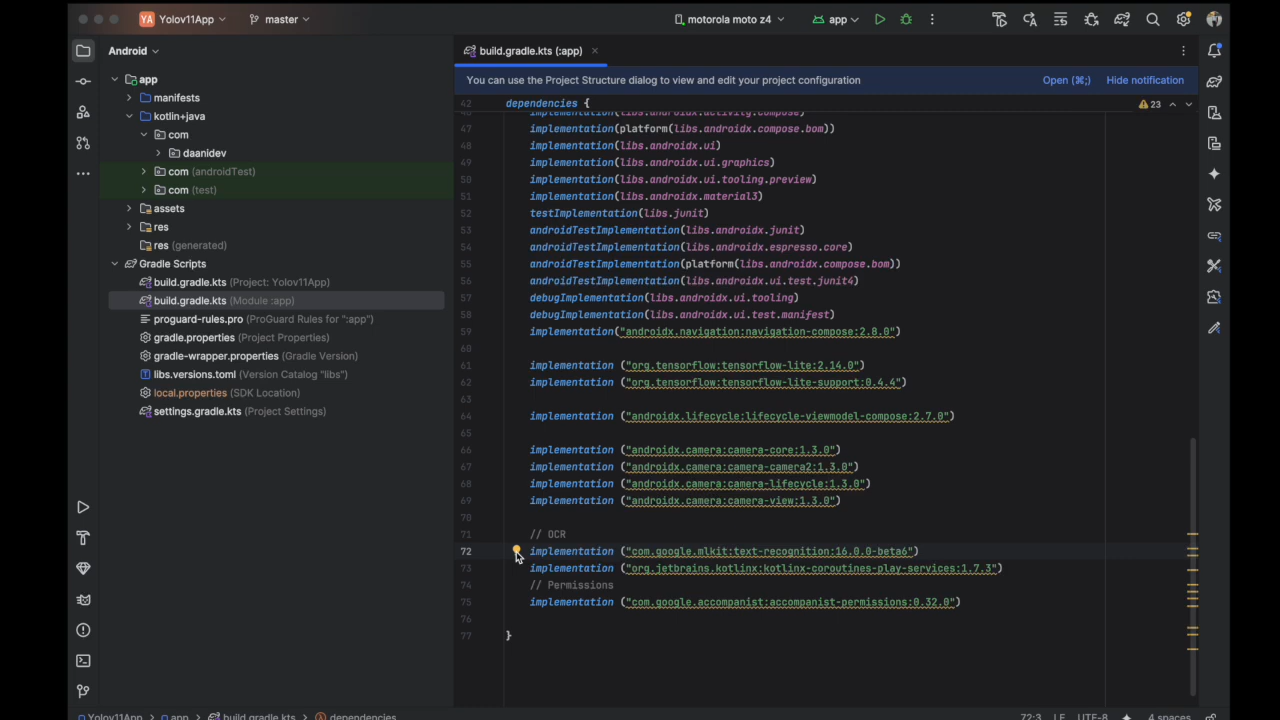 YA Yolov11App master motorola moto z4 app
Android
build.gradle.kts (:app)
You can use the Project Structure dialog to view and edit your project configuration Open (⌘;) Hide notification
app
manifests
kotlin+java
com
daanidev
com (androidTest)
com (test)
assets
res
res (generated)
Gradle Scripts
build.gradle.kts (Project: Yolov11App)
build.gradle.kts (Module :app)
proguard-rules.pro (ProGuard Rules for ":app")
gradle.properties (Project Properties)
gradle-wrapper.properties (Gradle Version)
libs.versions.toml (Version Catalog "libs")
local.properties (SDK Location)
settings.gradle.kts (Project Settings)
42 dependencies { 23
46 implementation(libs.androidx.activity.compose)
47 implementation(platform(libs.androidx.compose.bom))
48 implementation(libs.androidx.ui)
49 implementation(libs.androidx.ui.graphics)
50 implementation(libs.androidx.ui.tooling.preview)
51 implementation(libs.androidx.material3)
52 testImplementation(libs.junit)
53 androidTestImplementation(libs.androidx.junit)
54 androidTestImplementation(libs.androidx.espresso.core)
55 androidTestImplementation(platform(libs.androidx.compose.bom))
56 androidTestImplementation(libs.androidx.ui.test.junit4)
57 debugImplementation(libs.androidx.ui.tooling)
58 debugImplementation(libs.androidx.ui.test.manifest)
59 implementation("androidx.navigation:navigation-compose:2.8.0")
60
61 implementation ("org.tensorflow:tensorflow-lite:2.14.0")
62 implementation ("org.tensorflow:tensorflow-lite-support:0.4.4")
63
64 implementation ("androidx.lifecycle:lifecycle-viewmodel-compose:2.7.0")
65
66 implementation ("androidx.camera:camera-core:1.3.0")
67 implementation ("androidx.camera:camera-camera2:1.3.0")
68 implementation ("androidx.camera:camera-lifecycle:1.3.0")
69 implementation ("androidx.camera:camera-view:1.3.0")
70
71 // OCR
72 implementation ("com.google.mlkit:text-recognition:16.0.0-beta6")
73 implementation ("org.jetbrains.kotlinx:kotlinx-coroutines-play-services:1.7.3")
74 // Permissions
75 implementation ("com.google.accompanist:accompanist-permissions:0.32.0")
76
77 }
Yolov11App > app > build.gradle.kts > dependencies 72:3 LF UTF-8 4 spaces